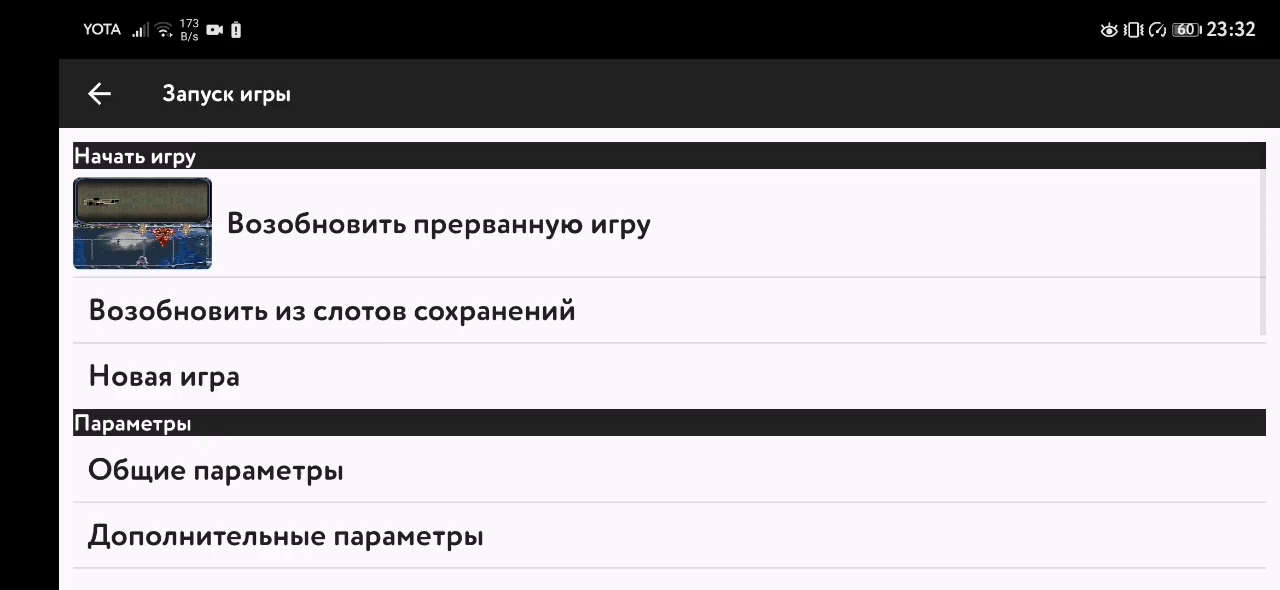 YOTA 173 B/s 60 23:32
Запуск игры
Начать игру
Возобновить прерванную игру
Возобновить из слотов сохранений
Новая игра
Параметры
Общие параметры
Дополнительные параметры